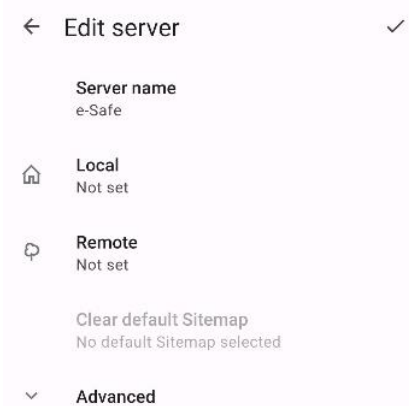 Edit server
Server name
e-Safe
Local
Not set
Remote
Not set
Clear default Sitemap
No default Sitemap selected
Advanced